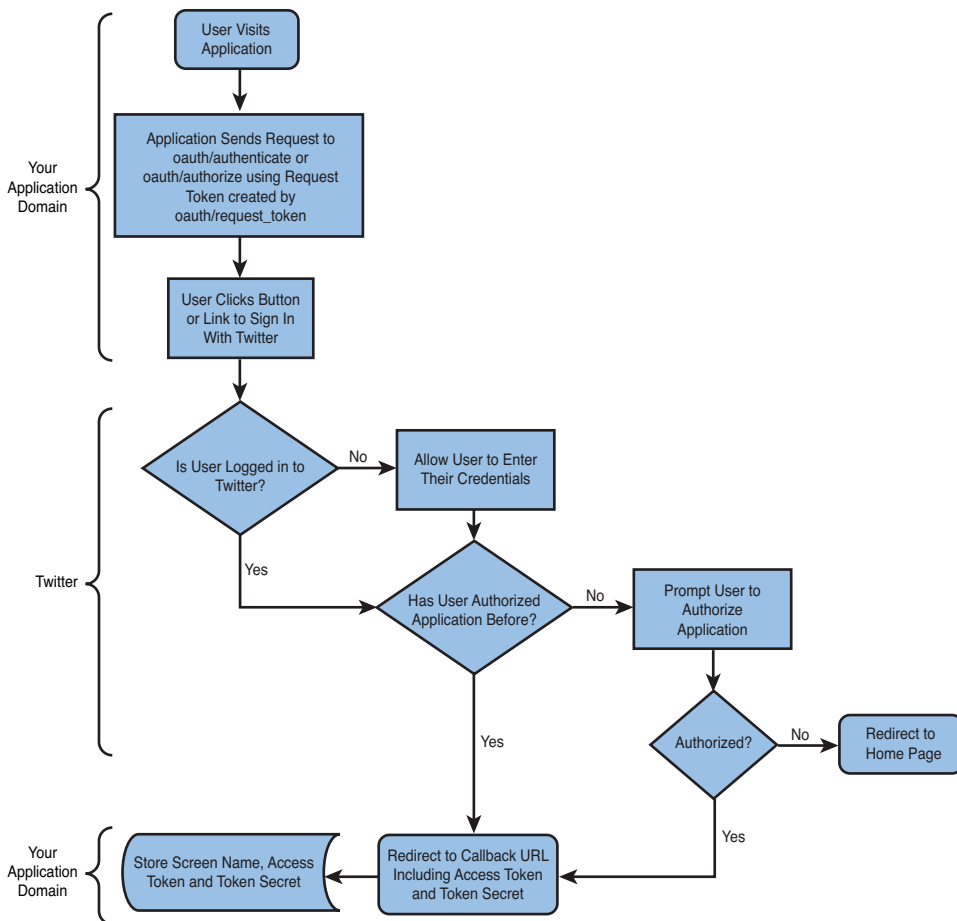 User Visits
Application
Application Sends Request to
oauth/authenticate or
oauth/authorize using Request
Token created by
oauth/request_token
Your
Application
Domain
User Clicks Button
or Link to Sign In
With Twitter
Is User Logged in to
Twitter?
No
Allow User to Enter
Their Credentials
Yes
Twitter
Has User Authorized
Application Before?
No
Prompt User to
Authorize
Application
Yes
Authorized?
No
Redirect to
Home Page
Yes
Your
Application
Domain
Store Screen Name, Access
Token and Token Secret
Redirect to Callback URL
Including Access Token
and Token Secret